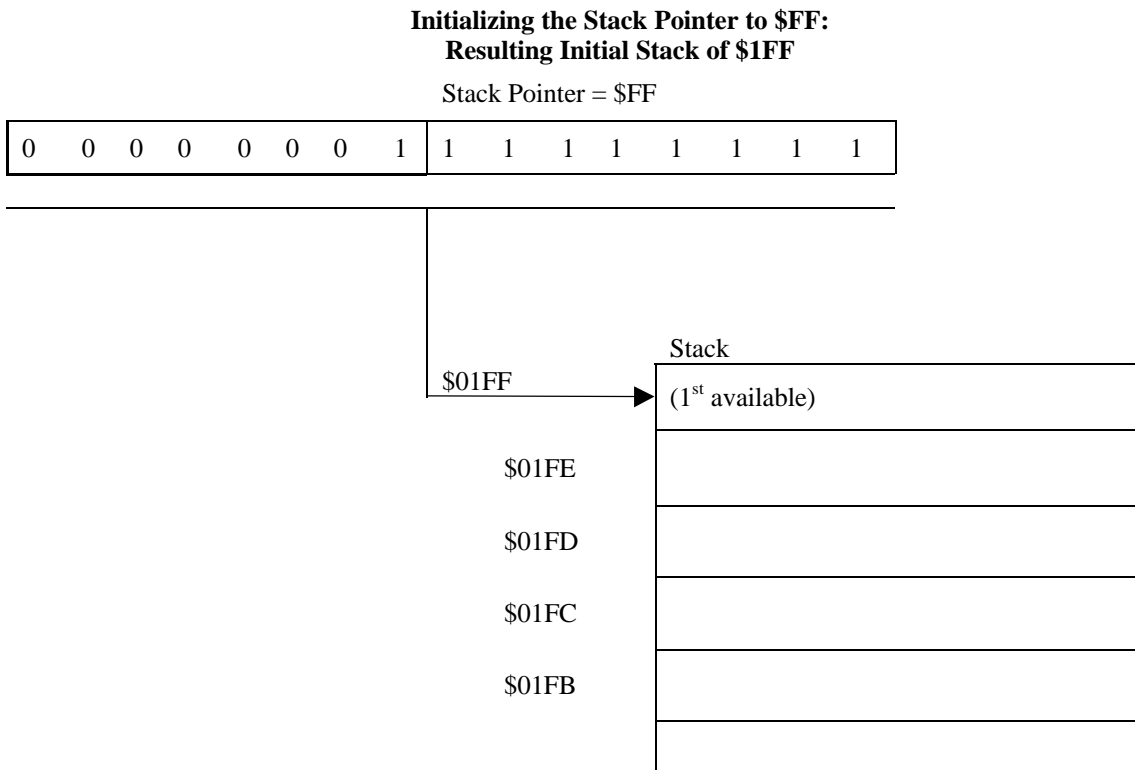 Initializing the Stack Pointer to $FF:
Resulting Initial Stack of $1FF
Stack Pointer = $FF
0 0 0 0 0 0 0 1 1 1 1 1 1 1 1 1
Stack
$01FF
(1st available)
$01FE
$01FD
$01FC
$01FB